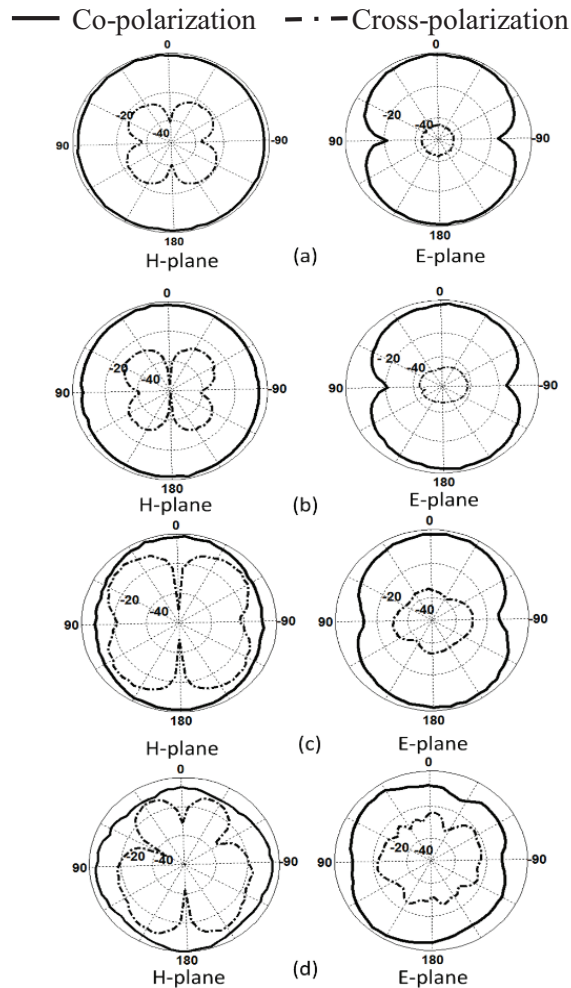 Co-polarization Cross-polarization
0 0
-20 -40 -40
90 -90 90 -90
180 180
H-plane (a) E-plane
0 0
-20 -40 -20 -40
90 -90 90 -90
180 180
H-plane (b) E-plane
0 0
-20 -40 -20 -40
90 -90 90 -90
180 180
H-plane (c) E-plane
0 0
-20 -40 -20 -40
90 -90 90 -90
180 180
H-plane (d) E-plane